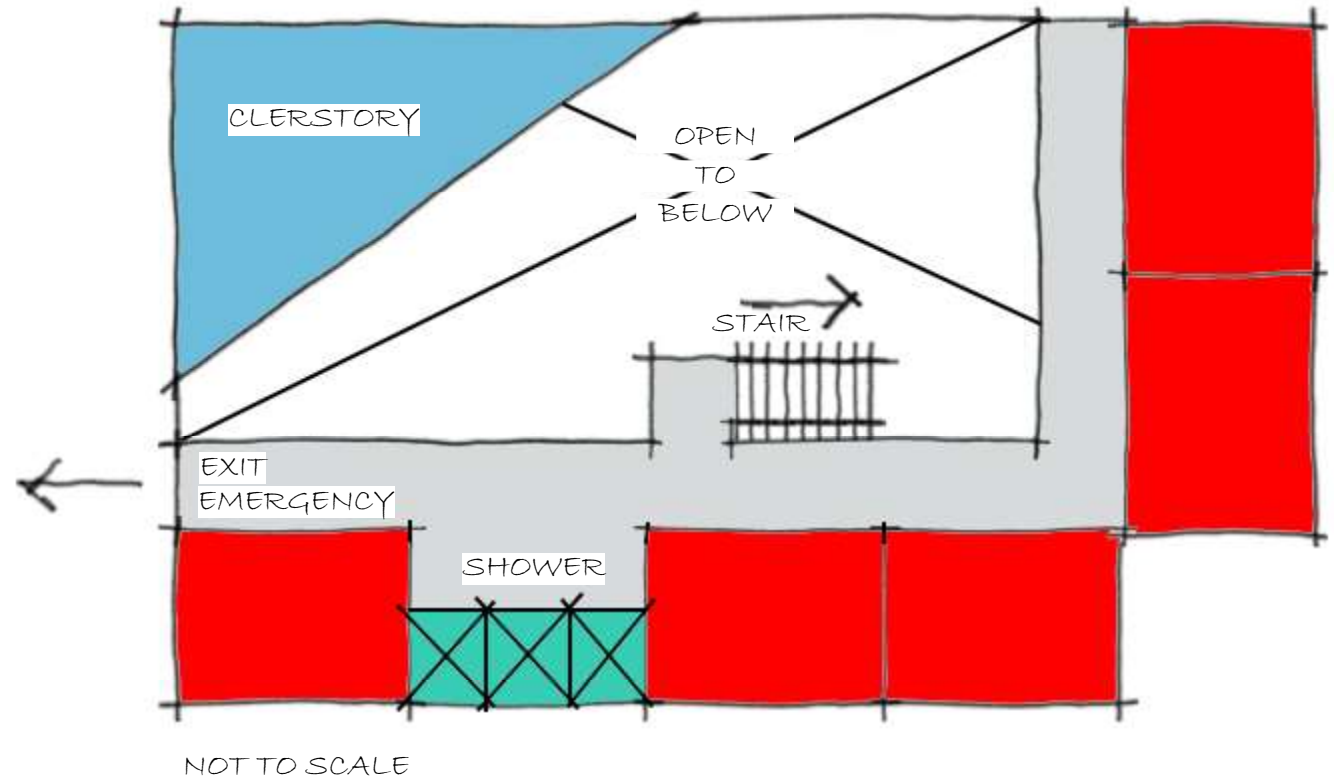 CLERSTORY
OPEN
TO
BELOW
STAIR
EXIT
EMERGENCY
SHOWER
NOT TO SCALE